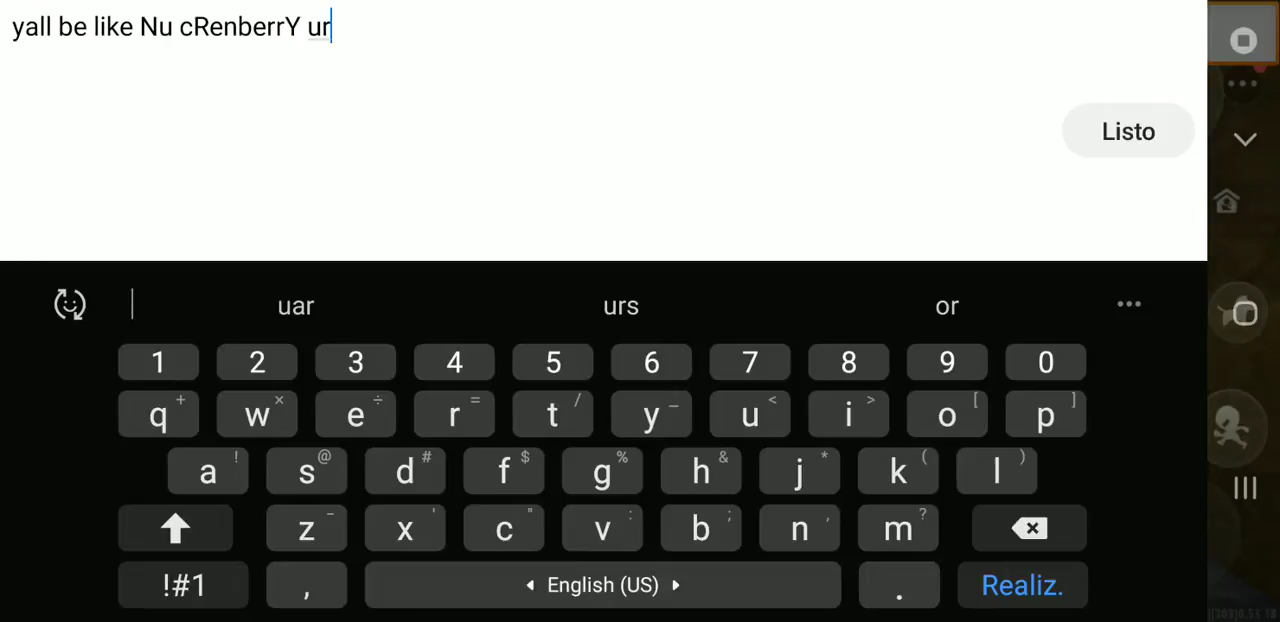 yall be like Nu cRenberrY ur
Listo
uar urs or
1 2 3 4 5 6 7 8 9 0
q + w × e ÷ r = t / y _ u < i > o [ p ]
a ! s @ d # f $ g % h & j * k ( l )
z - x ' c " v : b ; n , m ?
!#1 , English (US) . Realiz.